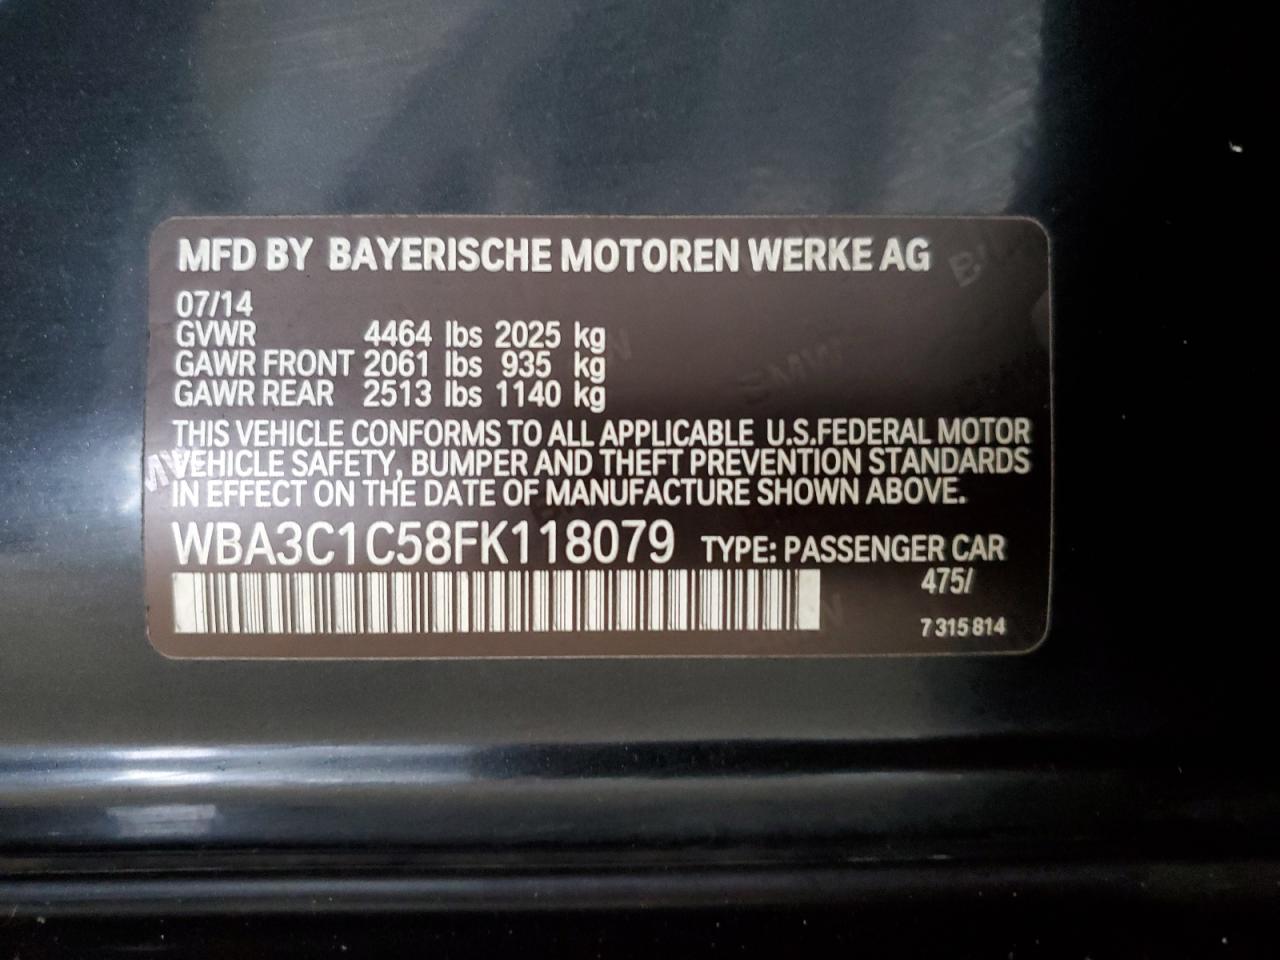 MFD BY BAYERISCHE MOTOREN WERKE AG
07/14
GVWR 4464 lbs 2025 kg
GAWR FRONT 2061 lbs 935 kg
GAWR REAR 2513 lbs 1140 kg
THIS VEHICLE CONFORMS TO ALL APPLICABLE U.S.FEDERAL MOTOR
VEHICLE SAFETY, BUMPER AND THEFT PREVENTION STANDARDS
IN EFFECT ON THE DATE OF MANUFACTURE SHOWN ABOVE.
WBA3C1C58FK118079 TYPE: PASSENGER CAR
475/
7 315 814